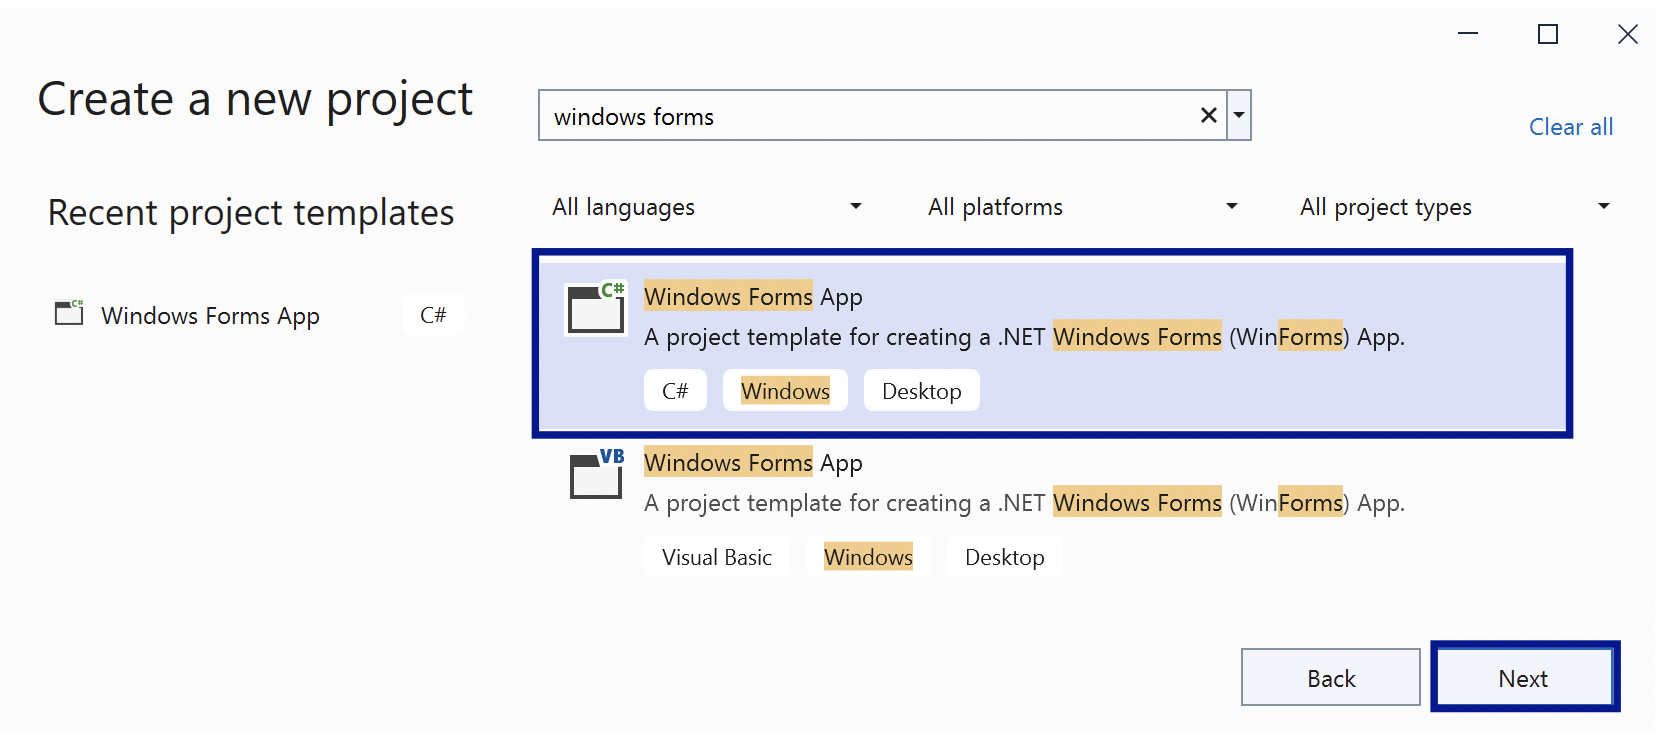 Create a new project
windows forms
Clear all
Recent project templates
All languages
All platforms
All project types
Windows Forms App
C#
C#
Windows Forms App
A project template for creating a .NET Windows Forms (WinForms) App.
C#
Windows
Desktop
VB
Windows Forms App
A project template for creating a .NET Windows Forms (WinForms) App.
Visual Basic
Windows
Desktop
Back
Next